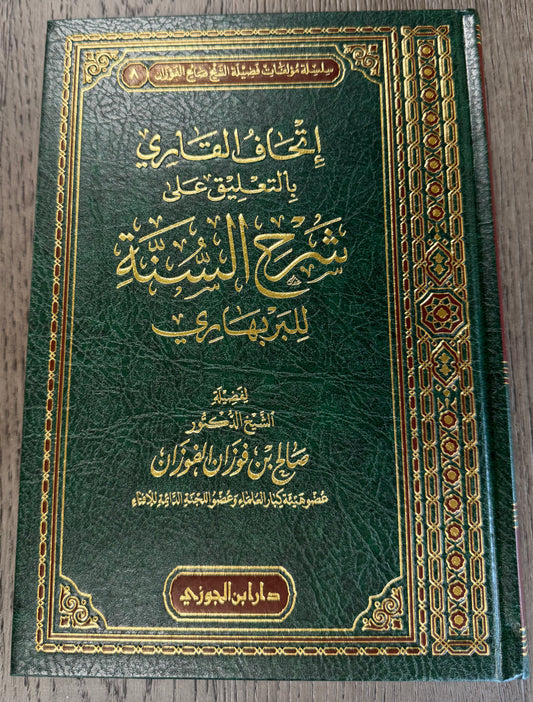 سلسلة مؤلفات فضيلة الشيخ صالح الفوزان ٨
إتحاف القاري
بالتعليق على
شرح السنة
للبربهاري
لفضيلة
الشيخ الدكتور
صالح بن فوزان الفوزان
عضو هيئة كبار العلماء وعضو اللجنة الدائمة للإفتاء
دار ابن الجوزي